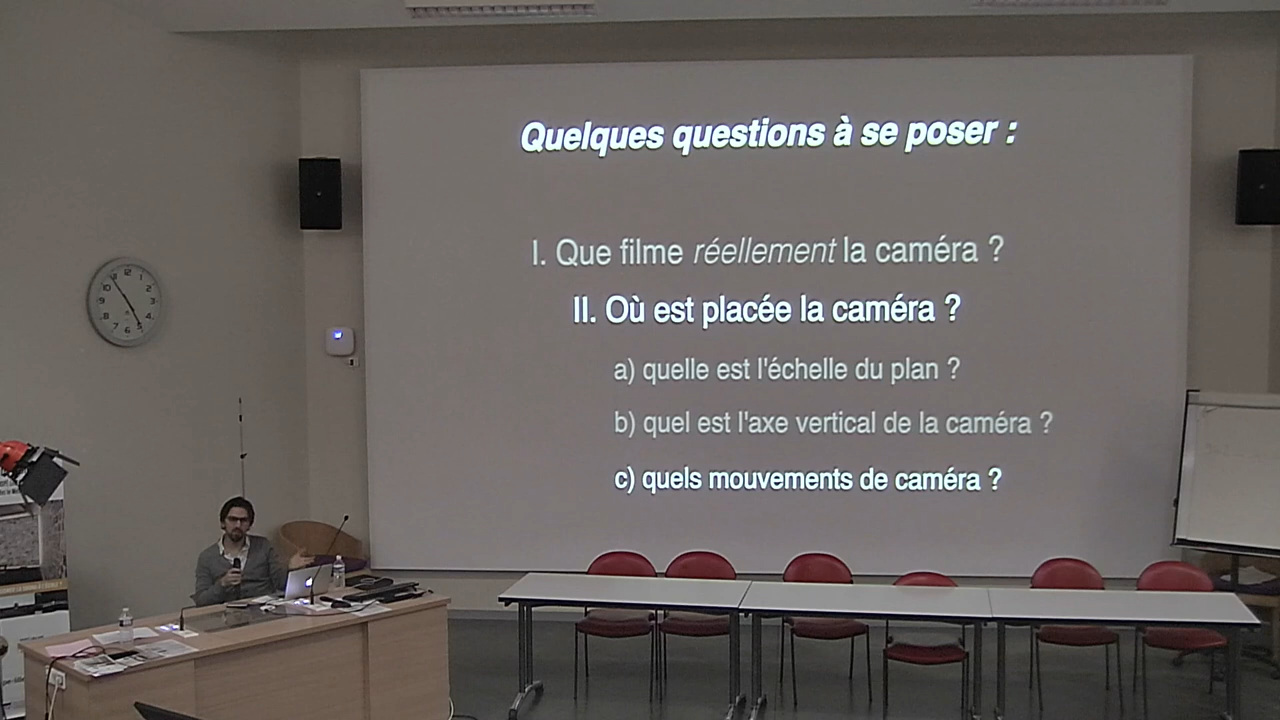 Quelques questions à se poser :
I. Que filme réellement la caméra ?
II. Où est placée la caméra ?
a) quelle est l'échelle du plan ?
b) quel est l'axe vertical de la caméra ?
c) quels mouvements de caméra ?